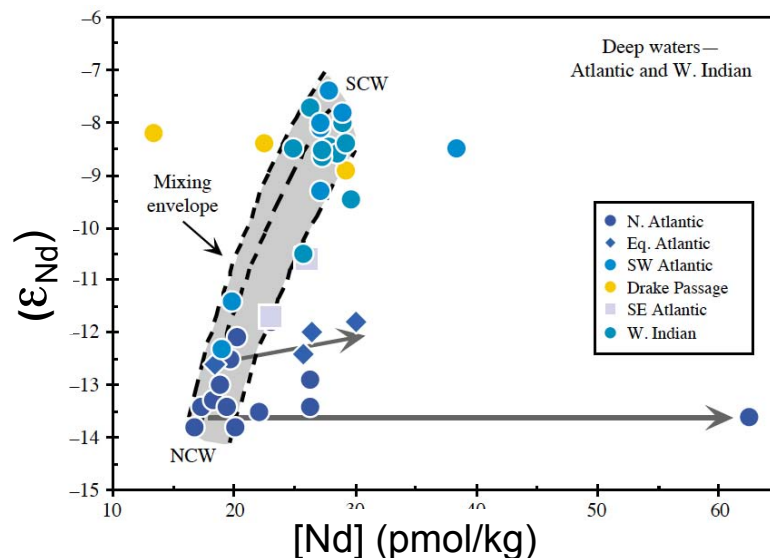 −6
−7
−8
−9
-10
-11
-12
−13
−14
−15
(εNd)
Deep waters—
Atlantic and W. Indian
SCW
Mixing
envelope
NCW
N. Atlantic
Eq. Atlantic
SW Atlantic
Drake Passage
SE Atlantic
W. Indian
10 20 30 40 50 60
[Nd] (pmol/kg)